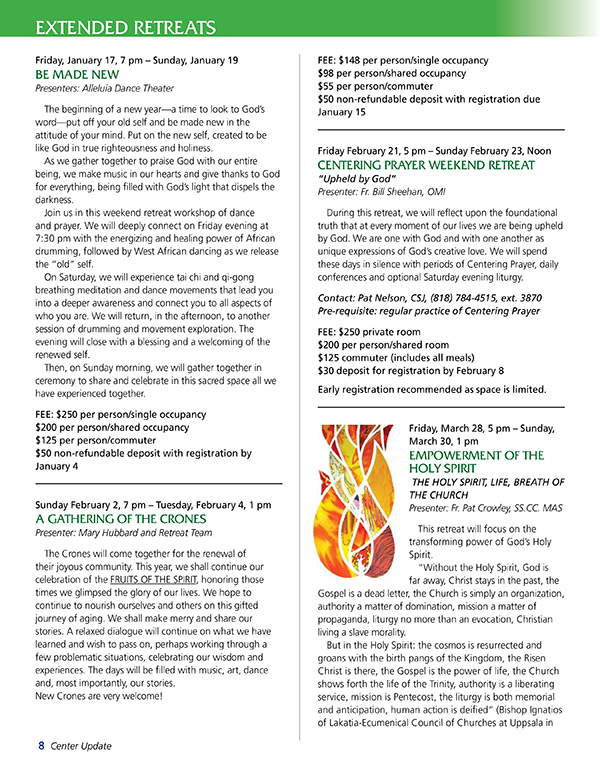 EXTENDED RETREATS
Friday, January 17, 7 pm – Sunday, January 19
BE MADE NEW
Presenters: Alleluia Dance Theater
The beginning of a new year—a time to look to God's
word—put off your old self and be made new in the
attitude of your mind. Put on the new self, created to be
like God in true righteousness and holiness.
As we gather together to praise God with our entire
being, we make music in our hearts and give thanks to God
for everything, being filled with God's light that dispels the
darkness.
Join us in this weekend retreat workshop of dance
and prayer. We will deeply connect on Friday evening at
7:30 pm with the energizing and healing power of African
drumming, followed by West African dancing as we release
the "old" self.
On Saturday, we will experience tai chi and qi-gong
breathing meditation and dance movements that lead you
into a deeper awareness and connect you to all aspects of
who you are. We will return, in the afternoon, to another
session of drumming and movement exploration. The
evening will close with a blessing and a welcoming of the
renewed self.
Then, on Sunday morning, we will gather together in
ceremony to share and celebrate in this sacred space all we
have experienced together.
FEE: $250 per person/single occupancy
$200 per person/shared occupancy
$125 per person/commuter
$50 non-refundable deposit with registration by
January 4
Sunday February 2, 7 pm – Tuesday, February 4, 1 pm
A GATHERING OF THE CRONES
Presenter: Mary Hubbard and Retreat Team
The Crones will come together for the renewal of
their joyous community. This year, we shall continue our
celebration of the FRUITS OF THE SPIRIT, honoring those
times we glimpsed the glory of our lives. We hope to
continue to nourish ourselves and others on this gifted
journey of aging. We shall make merry and share our
stories. A relaxed dialogue will continue on what we have
learned and wish to pass on, perhaps working through a
few problematic situations, celebrating our wisdom and
experiences. The days will be filled with music, art, dance
and, most importantly, our stories.
New Crones are very welcome!
FEE: $148 per person/single occupancy
$98 per person/shared occupancy
$55 per person/commuter
$50 non-refundable deposit with registration due
January 15
Friday February 21, 5 pm – Sunday February 23, Noon
CENTERING PRAYER WEEKEND RETREAT
"Upheld by God"
Presenter: Fr. Bill Sheehan, OMI
During this retreat, we will reflect upon the foundational
truth that at every moment of our lives we are being upheld
by God. We are one with God and with one another as
unique expressions of God's creative love. We will spend
these days in silence with periods of Centering Prayer, daily
conferences and optional Saturday evening liturgy.
Contact: Pat Nelson, CSJ, (818) 784-4515, ext. 3870
Pre-requisite: regular practice of Centering Prayer
FEE: $250 private room
$200 per person/shared room
$125 commuter (includes all meals)
$30 deposit for registration by February 8
Early registration recommended as space is limited.
Friday, March 28, 5 pm – Sunday,
March 30, 1 pm
EMPOWERMENT OF THE
HOLY SPIRIT
THE HOLY SPIRIT, LIFE, BREATH OF
THE CHURCH
Presenter: Fr. Pat Crowley, SS.CC. MAS
This retreat will focus on the
transforming power of God's Holy
Spirit.
"Without the Holy Spirit, God is
far away, Christ stays in the past, the
Gospel is a dead letter, the Church is simply an organization,
authority a matter of domination, mission a matter of
propaganda, liturgy no more than an evocation, Christian
living a slave morality.
But in the Holy Spirit: the cosmos is resurrected and
groans with the birth pangs of the Kingdom, the Risen
Christ is there, the Gospel is the power of life, the Church
shows forth the life of the Trinity, authority is a liberating
service, mission is Pentecost, the liturgy is both memorial
and anticipation, human action is deified" (Bishop Ignatios
of Lakatia-Ecumenical Council of Churches at Uppsala in
8 Center Update